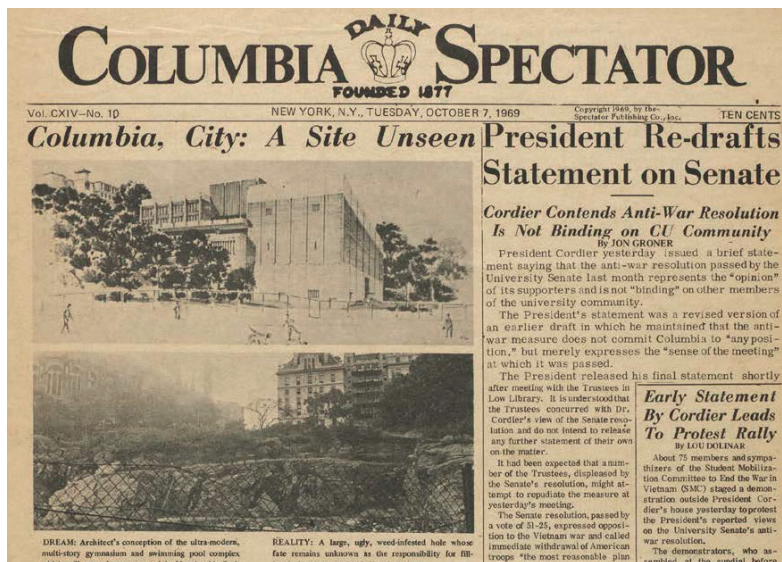 COLUMBIA DAILY SPECTATOR
FOUNDED 1877
Vol. CXIV—No. 10
NEW YORK, N.Y., TUESDAY, OCTOBER 7, 1969
Copyright 1969, by the
Spectator Publishing Co., Inc.
TEN CENTS
Columbia, City: A Site Unseen
DREAM: Architect's conception of the ultra-modern,
multi-story gymnasium and swimming pool complex
REALITY: A large, ugly, weed-infested hole whose
fate remains unknown as the responsibility for fill-
President Re-drafts
Statement on Senate
Cordier Contends Anti-War Resolution
Is Not Binding on CU Community
By JON GRONER
President Cordier yesterday issued a brief state-
ment saying that the anti-war resolution passed by the
University Senate last month represents the "opinion"
of its supporters and is not "binding" on other members
of the university community.
The President's statement was a revised version of
an earlier draft in which he maintained that the anti-
war measure does not commit Columbia to "any posi-
tion," but merely expresses the "sense of the meeting"
at which it was passed.
The President released his final statement shortly
after meeting with the Trustees in
Low Library. It is understood that
the Trustees concurred with Dr.
Cordier's view of the Senate reso-
lution and do not intend to release
any further statement of their own
on the matter.
It had been expected that a num-
ber of the Trustees, displeased by
the Senate's resolution, might at-
tempt to repudiate the measure at
yesterday's meeting.
The Senate resolution, passed by
a vote of 51-25, expressed opposi-
tion to the Vietnam war and called
immediate withdrawal of American
troops "the most reasonable plan
Early Statement
By Cordier Leads
To Protest Rally
By LOU DOLINAR
About 75 members and sympa-
thizers of the Student Mobiliza-
tion Committee to End the War in
Vietnam (SMC) staged a demon-
stration outside President Cor-
dier's house yesterday to protest
the President's reported views
on the University Senate's anti-
war resolution.
The demonstrators, who as-
sembled at the sundial before